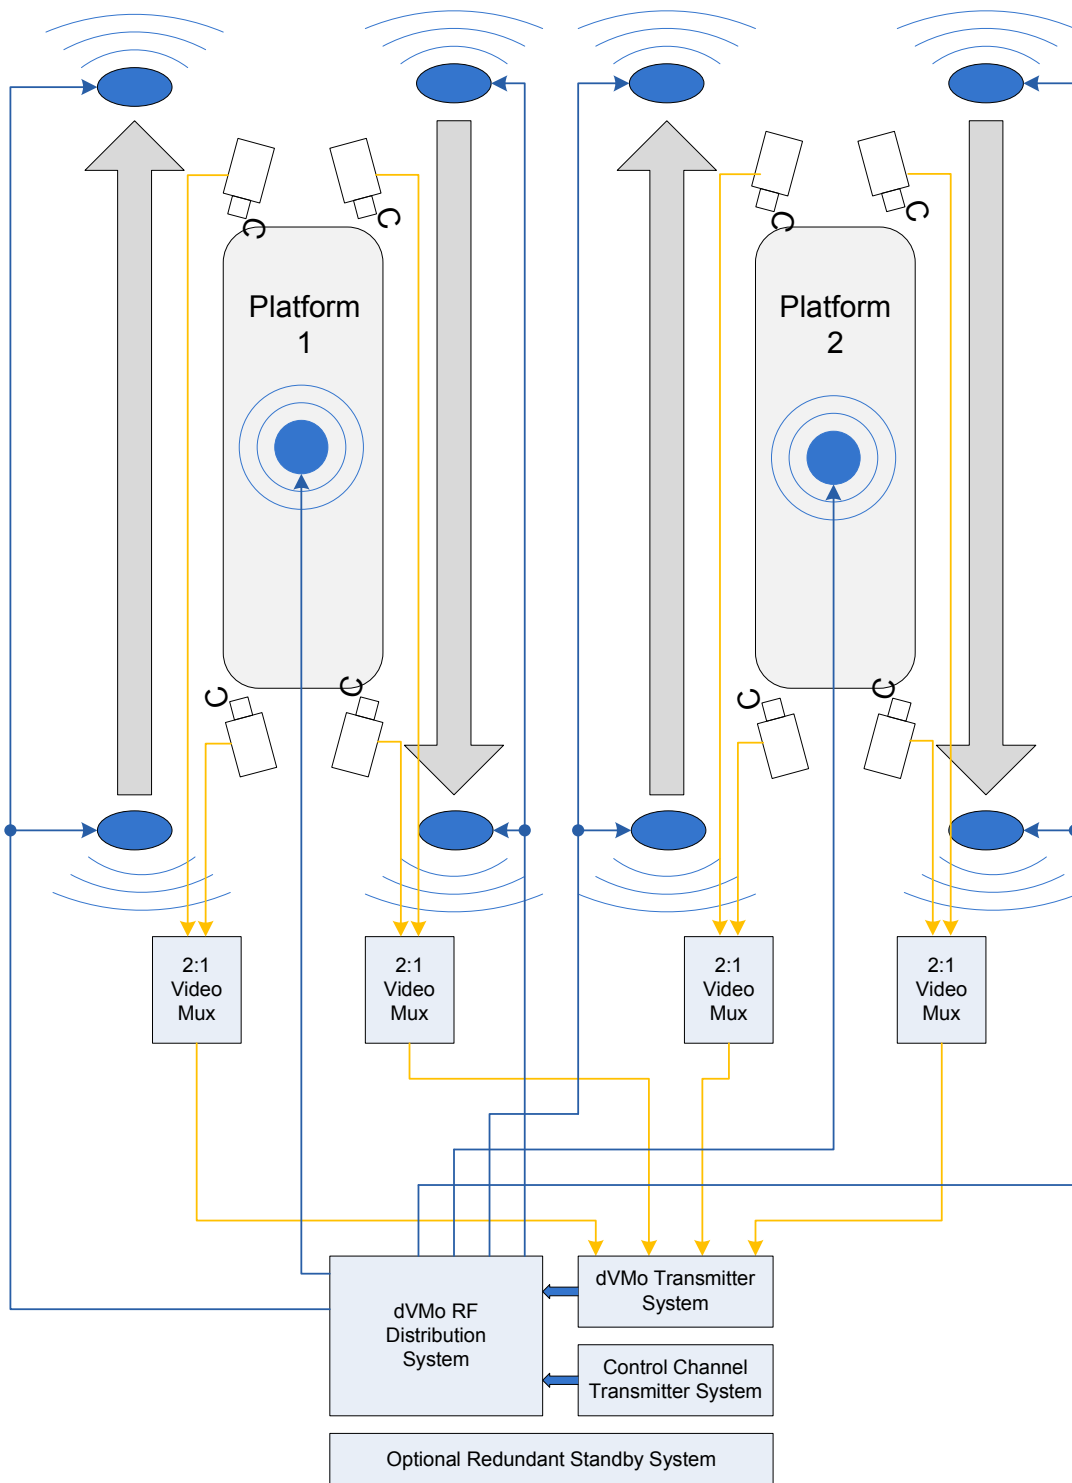 Platform
1
Platform
2
C
C
C
C
C
C
C
C
2:1
Video
Mux
2:1
Video
Mux
2:1
Video
Mux
2:1
Video
Mux
dVMo RF
Distribution
System
dVMo Transmitter
System
Control Channel
Transmitter System
Optional Redundant Standby System